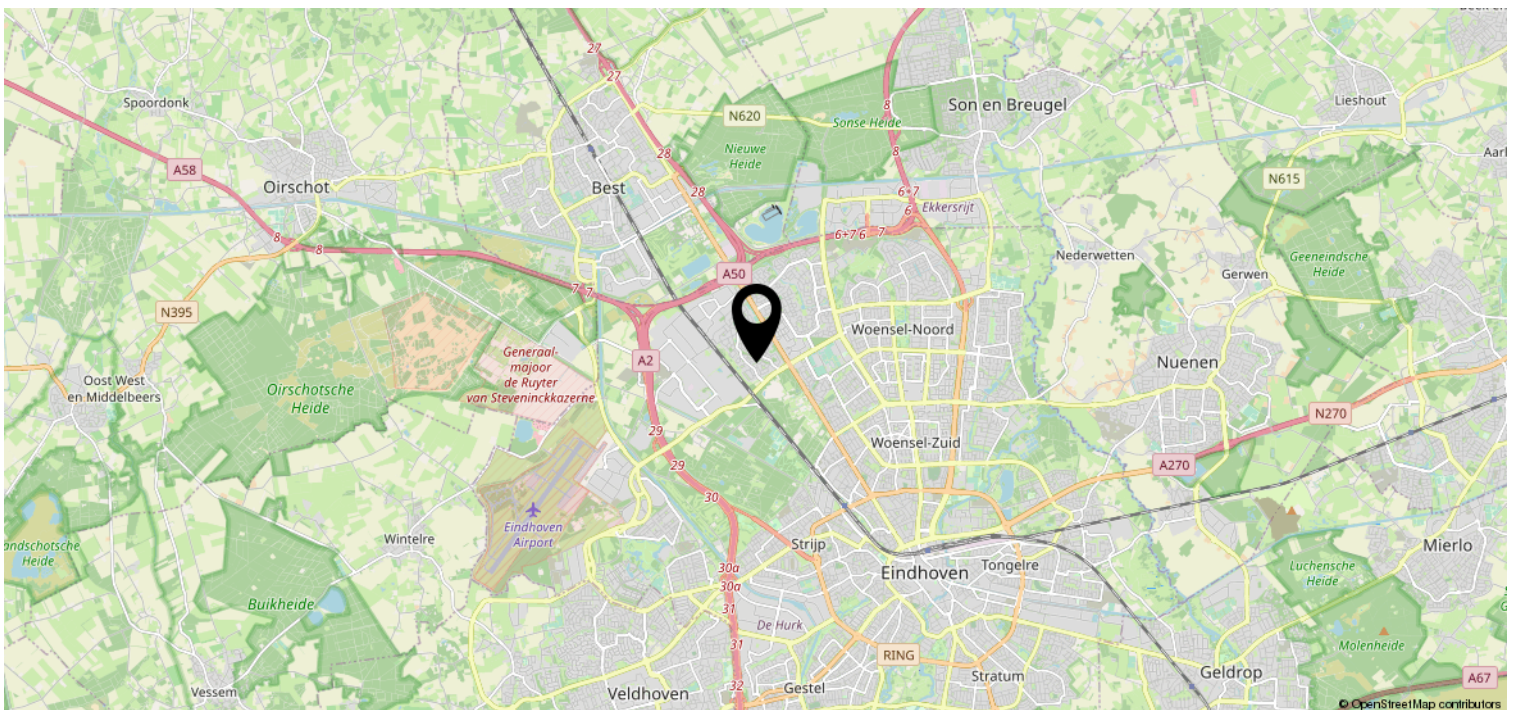 27
27
N620
8
Sonse Heide
Son en Breugel
Lieshout
Spoordonk
Nieuwe
Heide
8
28
A58
Oirschot
Best
28
6+7
6
Ekkersrijt
N615
8
8
6+7 6
7
Nederwetten
Gerwen
Geeneindsche
Heide
A50
7
7
N395
Woensel-Noord
A2
Generaal-
majoor
de Ruyter
van Steveninckkazerne
Nuenen
Oost West
en Middelbeers
Oirschotsche
Heide
N270
29
Woensel-Zuid
29
A270
30
Eindhoven
Airport
Wintelre
andschotsche
Heide
Strijp
Eindhoven
Tongelre
Mierlo
Luchensche
Heide
30a
30a
Buikheide
31
De Hurk
31
RING
Molenheide
Geldrop
Stratum
A67
Vessem
Veldhoven
32
Gestel
© OpenStreetMap contributors